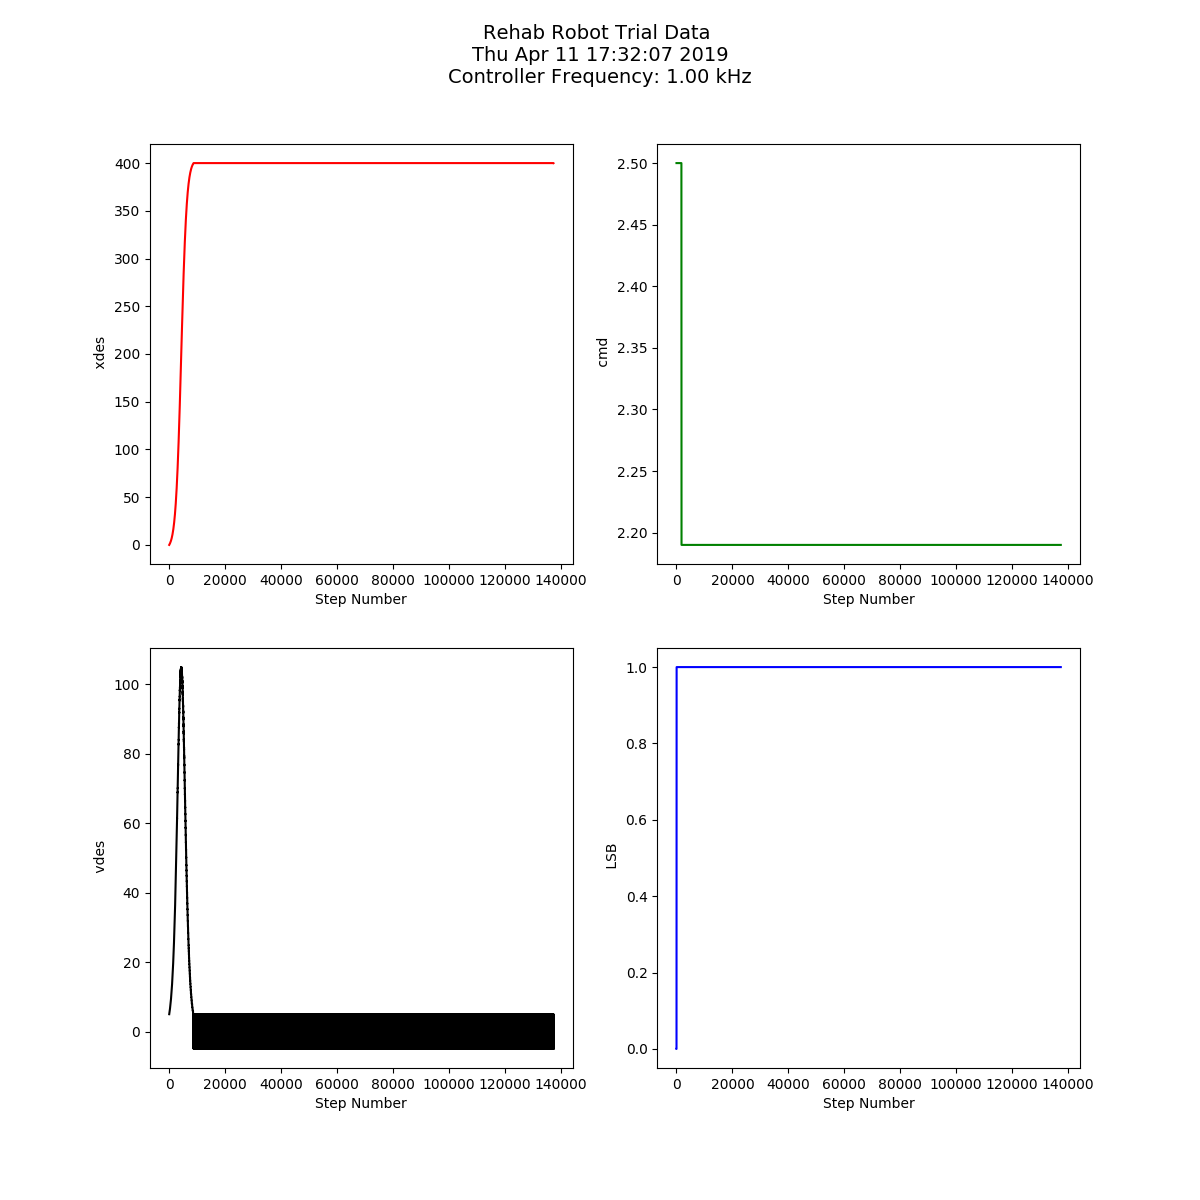 Rehab Robot Trial Data
Thu Apr 11 17:32:07 2019
Controller Frequency: 1.00 kHz
400
350
300
250
200
150
100
50
0
xdes
0 20000 40000 60000 80000 100000 120000 140000
Step Number
2.50
2.45
2.40
2.35
2.30
2.25
2.20
cmd
0 20000 40000 60000 80000 100000 120000 140000
Step Number
100
80
60
40
20
0
vdes
0 20000 40000 60000 80000 100000 120000 140000
Step Number
1.0
0.8
0.6
0.4
0.2
0.0
LSB
0 20000 40000 60000 80000 100000 120000 140000
Step Number